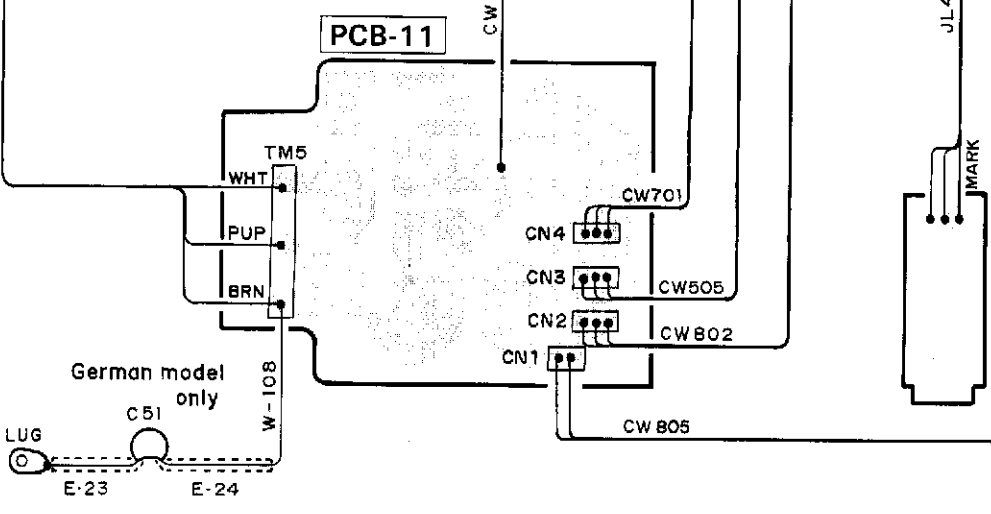 CW
JL4
PCB-11
TM5
MARK
WHT
CW701
PUP
CN4
CN3
BRN
CW505
CN2
CW802
CN1
German model
only
W-108
C51
CW805
LUG
E-23
E-24